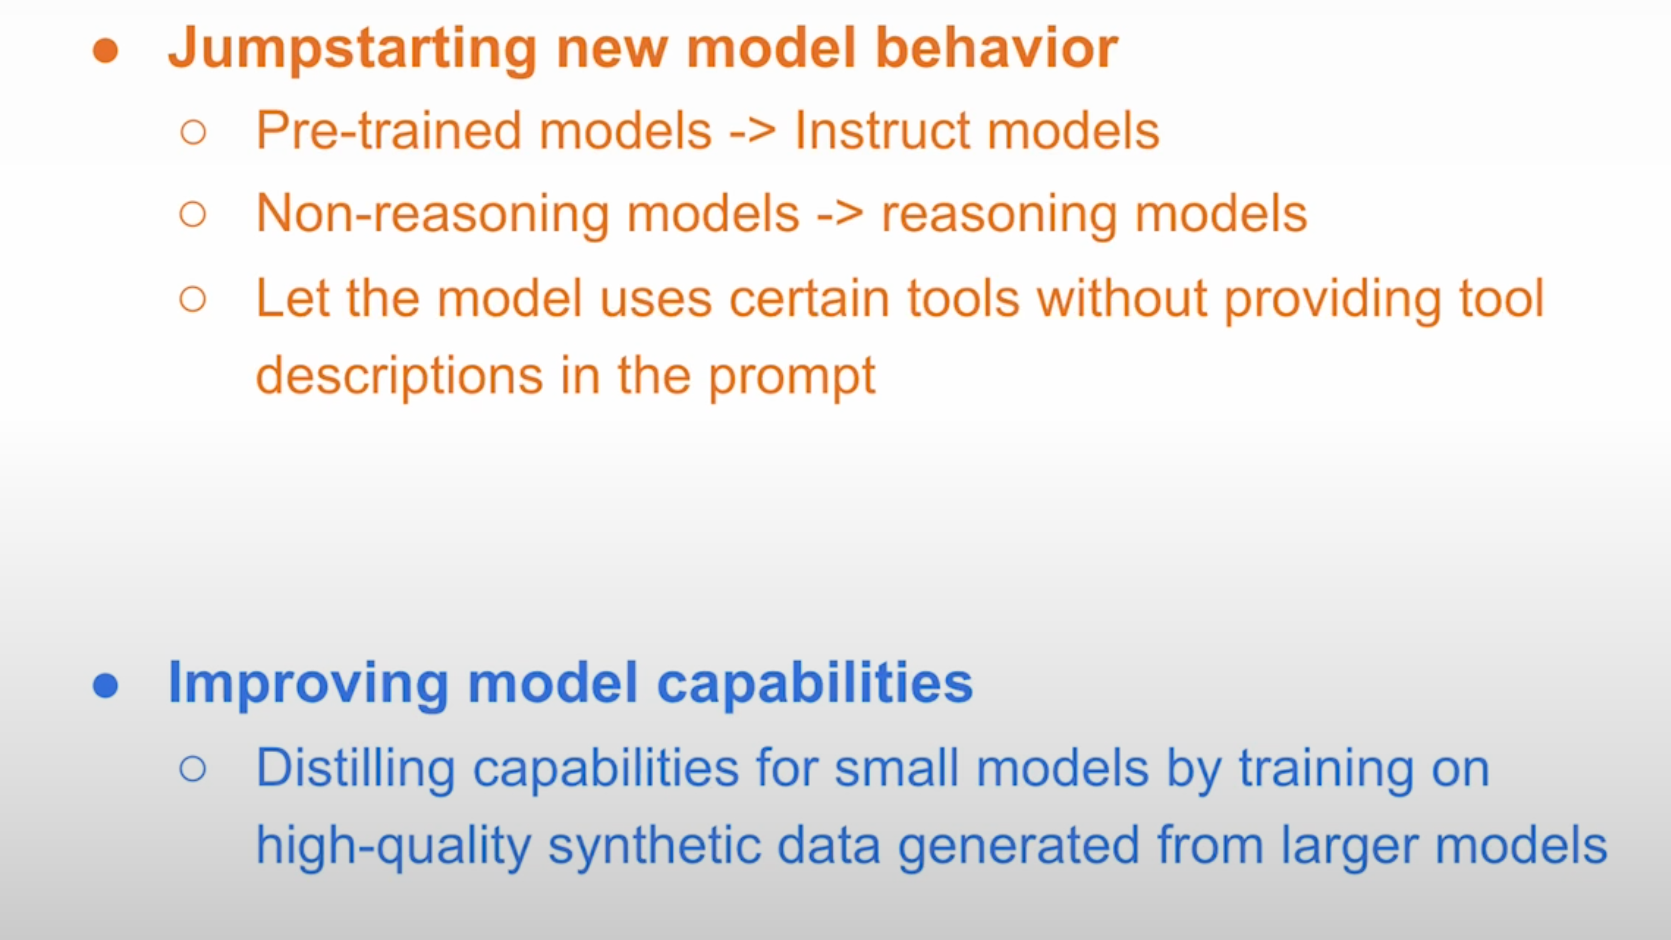 ● Jumpstarting new model behavior
○ Pre-trained models -> Instruct models
○ Non-reasoning models -> reasoning models
○ Let the model uses certain tools without providing tool
descriptions in the prompt
● Improving model capabilities
○ Distilling capabilities for small models by training on
high-quality synthetic data generated from larger models